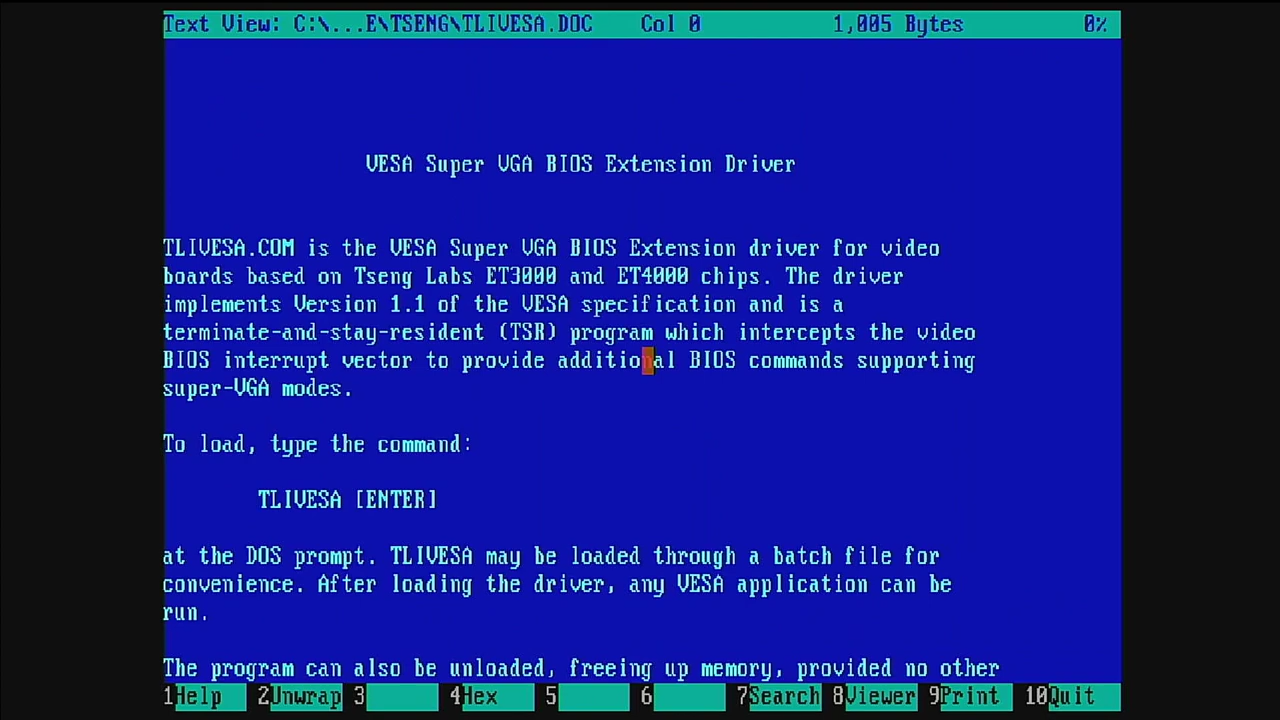 Text View: C:\...E\TSENG\TLIVESA.DOC Col 0 1,005 Bytes 0%
VESA Super VGA BIOS Extension Driver
TLIVESA.COM is the VESA Super VGA BIOS Extension driver for video
boards based on Tseng Labs ET3000 and ET4000 chips. The driver
implements Version 1.1 of the VESA specification and is a
terminate-and-stay-resident (TSR) program which intercepts the video
BIOS interrupt vector to provide additional BIOS commands supporting
super-VGA modes.
To load, type the command:
TLIVESA [ENTER]
at the DOS prompt. TLIVESA may be loaded through a batch file for
convenience. After loading the driver, any VESA application can be
run.
The program can also be unloaded, freeing up memory, provided no other
1Help 2Unwrap 3 4Hex 5 6 7Search 8Viewer 9Print 10Quit